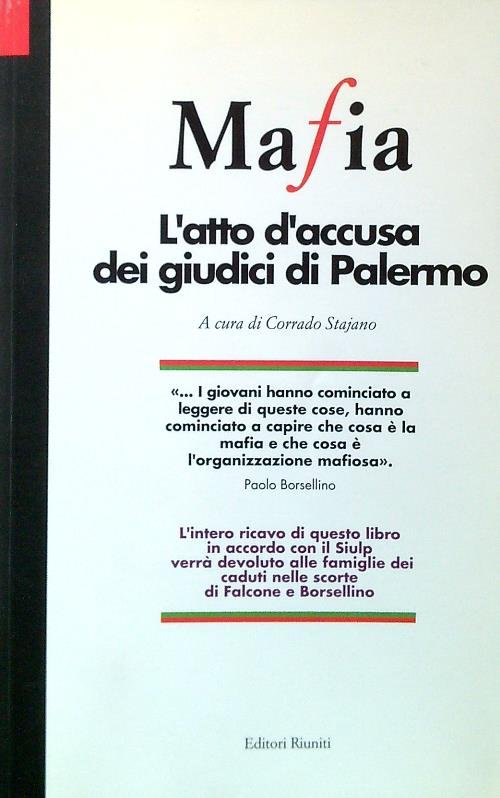 Mafia
L'atto d'accusa
dei giudici di Palermo
A cura di Corrado Stajano
«... I giovani hanno cominciato a
leggere di queste cose, hanno
cominciato a capire che cosa è la
mafia e che cosa è
l'organizzazione mafiosa».
Paolo Borsellino
L'intero ricavo di questo libro
in accordo con il Siulp
verrà devoluto alle famiglie dei
caduti nelle scorte
di Falcone e Borsellino
Editori Riuniti